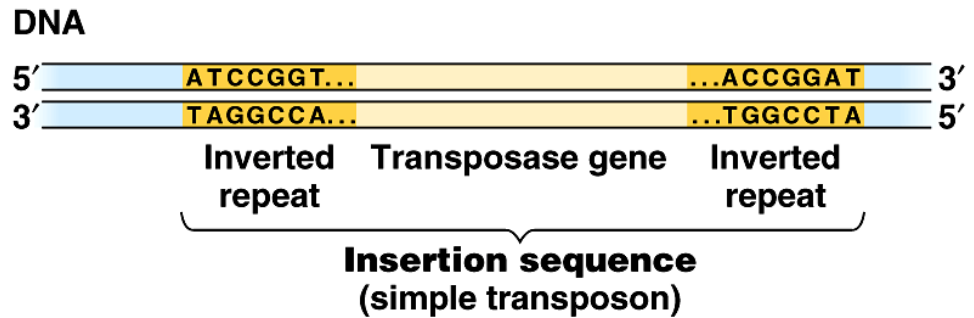 DNA
5′ ATCCGGT... ...ACCGGAT 3′
3′ TAGGCCA... ...TGGCCTA 5′
Inverted repeat
Transposase gene
Inverted repeat
Insertion sequence
(simple transposon)